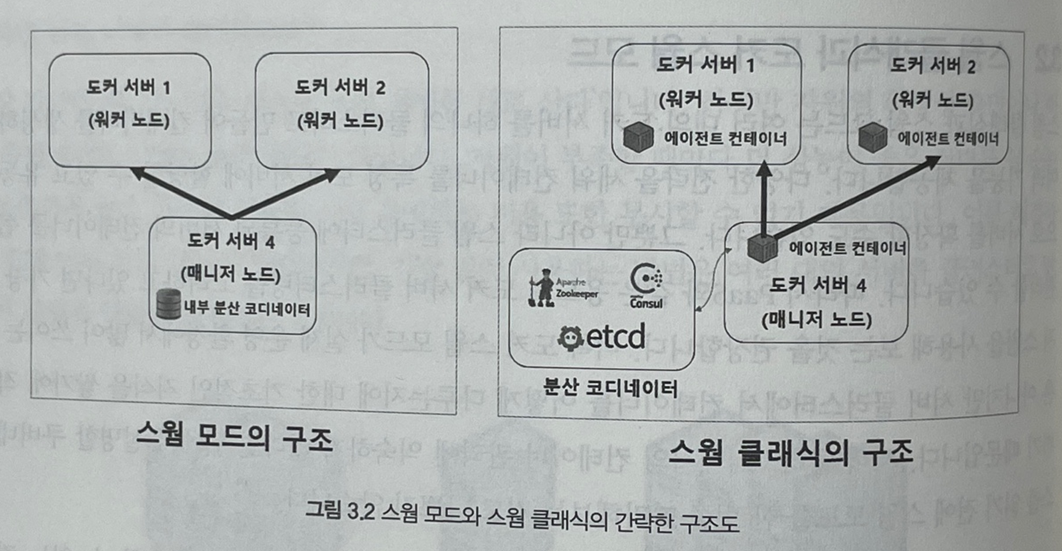 도커 서버 1
(워커 노드)
도커 서버 2
(워커 노드)
도커 서버 4
(매니저 노드)
내부 분산 코디네이터
스웜 모드의 구조
도커 서버 1
(워커 노드)
에이전트 컨테이너
도커 서버 2
(워커 노드)
에이전트 컨테이너
에이전트 컨테이너
도커 서버 4
(매니저 노드)
Apache
Zookeeper
Consul
etcd
분산 코디네이터
스웜 클래식의 구조
그림 3.2 스웜 모드와 스웜 클래식의 간략한 구조도